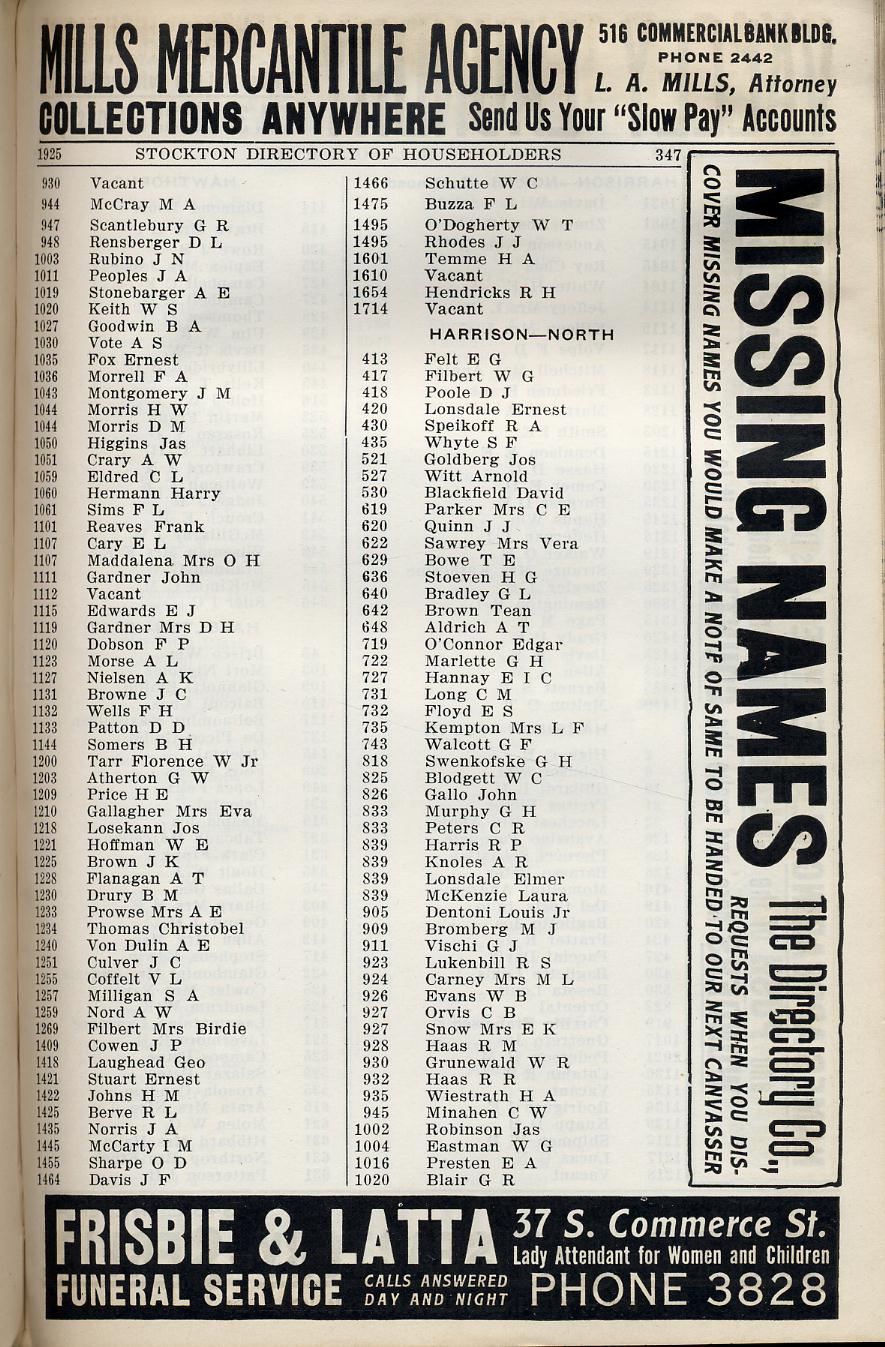 MILLS MERCANTILE AGENCY
516 COMMERCIAL BANK BLDG.
PHONE 2442
L. A. MILLS, Attorney
COLLECTIONS ANYWHERE Send Us Your "Slow Pay" Accounts
1925 STOCKTON DIRECTORY OF HOUSEHOLDERS 347
930 Vacant
944 McCray M A
947 Scantlebury G R
948 Rensberger D L
1003 Rubino J N
1011 Peoples J A
1019 Stonebarger A E
1020 Keith W S
1027 Goodwin B A
1030 Vote A S
1035 Fox Ernest
1036 Morrell F A
1043 Montgomery J M
1044 Morris H W
1044 Morris D M
1050 Higgins Jas
1051 Crary A W
1059 Eldred C L
1060 Hermann Harry
1061 Sims F L
1101 Reaves Frank
1107 Cary E L
1107 Maddalena Mrs O H
1111 Gardner John
1112 Vacant
1115 Edwards E J
1119 Gardner Mrs D H
1120 Dobson F P
1123 Morse A L
1127 Nielsen A K
1131 Browne J C
1132 Wells F H
1133 Patton D D
1144 Somers B H
1200 Tarr Florence W Jr
1203 Atherton G W
1209 Price H E
1210 Gallagher Mrs Eva
1218 Losekann Jos
1221 Hoffman W E
1225 Brown J K
1228 Flanagan A T
1230 Drury B M
1233 Prowse Mrs A E
1234 Thomas Christobel
1240 Von Dulin A E
1251 Culver J C
1255 Coffelt V L
1257 Milligan S A
1259 Nord A W
1269 Filbert Mrs Birdie
1409 Cowen J P
1418 Laughead Geo
1421 Stuart Ernest
1422 Johns H M
1425 Berve R L
1435 Norris J A
1445 McCarty I M
1455 Sharpe O D
1464 Davis J F
1466 Schutte W C
1475 Buzza F L
1495 O'Dogherty W T
1495 Rhodes J J
1601 Temme H A
1610 Vacant
1654 Hendricks R H
1714 Vacant
HARRISON—NORTH
413 Felt E G
417 Filbert W G
418 Poole D J
420 Lonsdale Ernest
430 Speikoff R A
435 Whyte S F
521 Goldberg Jos
527 Witt Arnold
530 Blackfield David
619 Parker Mrs C E
620 Quinn J J
622 Sawrey Mrs Vera
629 Bowe T E
636 Stoeven H G
640 Bradley G L
642 Brown Tean
648 Aldrich A T
719 O'Connor Edgar
722 Marlette G H
727 Hannay E I C
731 Long C M
732 Floyd E S
735 Kempton Mrs L F
743 Walcott G F
818 Swenkofske G H
825 Blodgett W C
826 Gallo John
833 Murphy G H
833 Peters C R
839 Harris R P
839 Knoles A R
839 Lonsdale Elmer
839 McKenzie Laura
905 Dentoni Louis Jr
909 Bromberg M J
911 Vischi G J
923 Lukenbill R S
924 Carney Mrs M L
926 Evans W B
927 Orvis C B
927 Snow Mrs E K
928 Haas R M
930 Grunewald W R
932 Haas R R
935 Wiestrath H A
945 Minahen C W
1002 Robinson Jas
1004 Eastman W G
1016 Presten E A
1020 Blair G R
MISSING NAMES
The Directory Co.,
REQUESTS WHEN YOU DIS-
COVER MISSING NAMES YOU WOULD MAKE A NOTE OF SAME TO BE HANDED TO OUR NEXT CANVASSER
FRISBIE & LATTA
FUNERAL SERVICE
CALLS ANSWERED
DAY AND NIGHT
37 S. Commerce St.
Lady Attendant for Women and Children
PHONE 3828